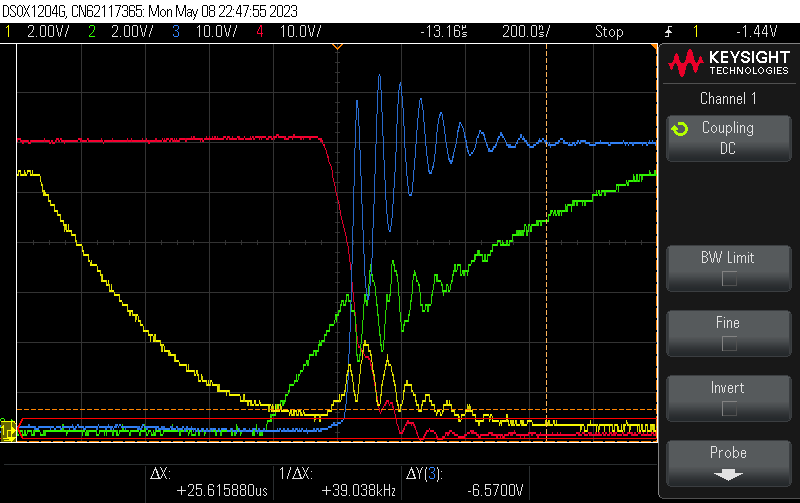 DSOX1204G, CN62117365: Mon May 08 22:47:55 2023
1 2.00V/ 2 2.00V/ 3 10.0V/ 4 10.0V/ -13.16s 200.0s/ Stop 1 -1.44V
KEYSIGHT
TECHNOLOGIES
Channel 1
Coupling
DC
BW Limit
Fine
Invert
Probe
ΔX:
+25.615880us
1/ΔX:
+39.038kHz
ΔY(3):
-6.5700V